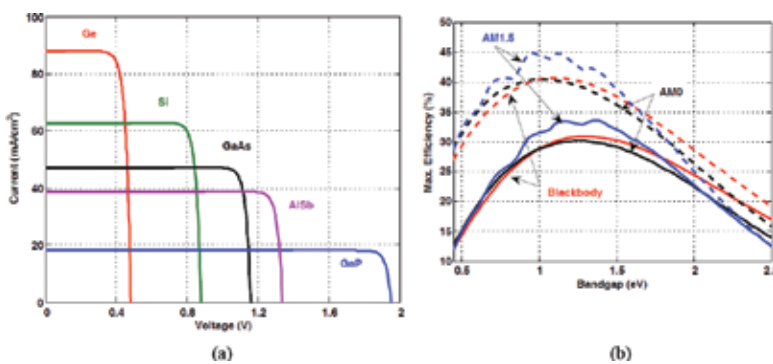 100
80
60
40
20
0
0
0.4
0.8
1.2
1.6
2
Current (mA/cm²)
Voltage (V)
Ge
Si
GaAs
AlSb
GaP
(a)
50
45
40
35
30
25
20
15
10
0.5
1
1.5
2
2.5
Max. Efficiency (%)
Bandgap (eV)
AM1.5
AM0
Blackbody
(b)